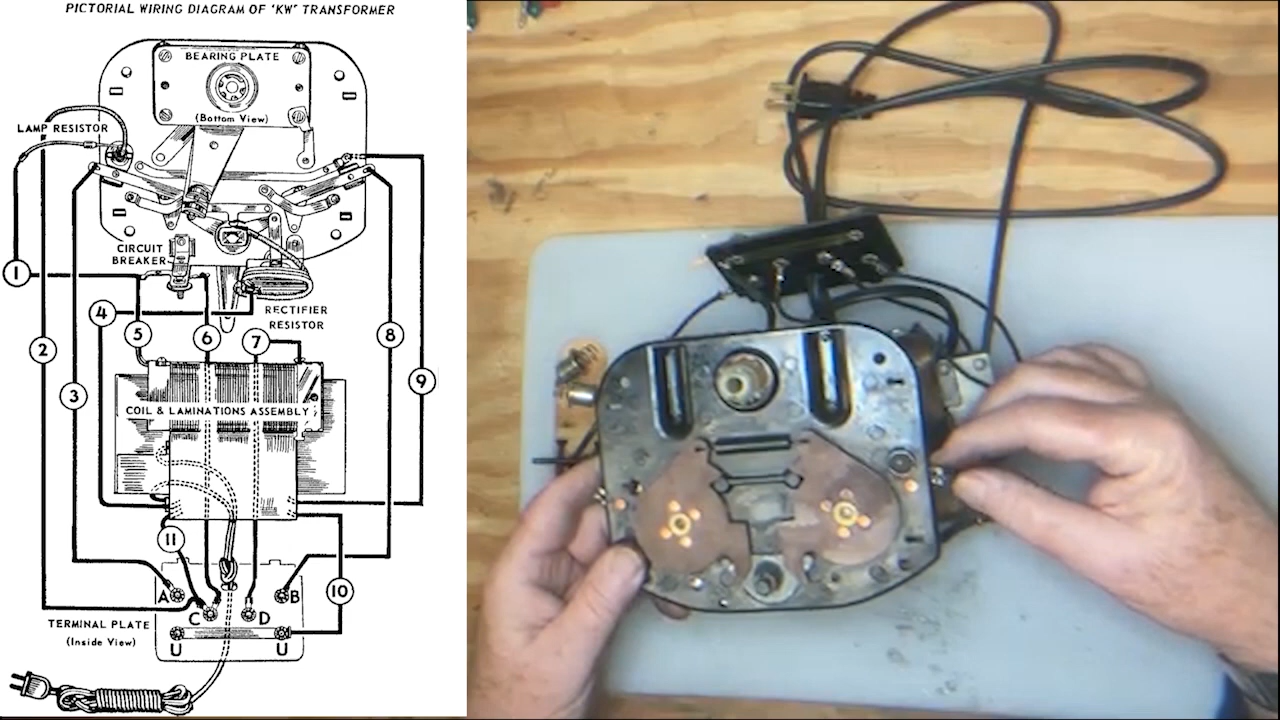 PICTORIAL WIRING DIAGRAM OF 'KW' TRANSFORMER
BEARING PLATE
(Bottom View)
LAMP RESISTOR
CIRCUIT
BREAKER
1
4
RECTIFIER
RESISTOR
5
6
7
8
2
3
9
COIL & LAMINATIONS ASSEMBLY
11
10
A
B
C
D
TERMINAL PLATE
(Inside View)
U
U